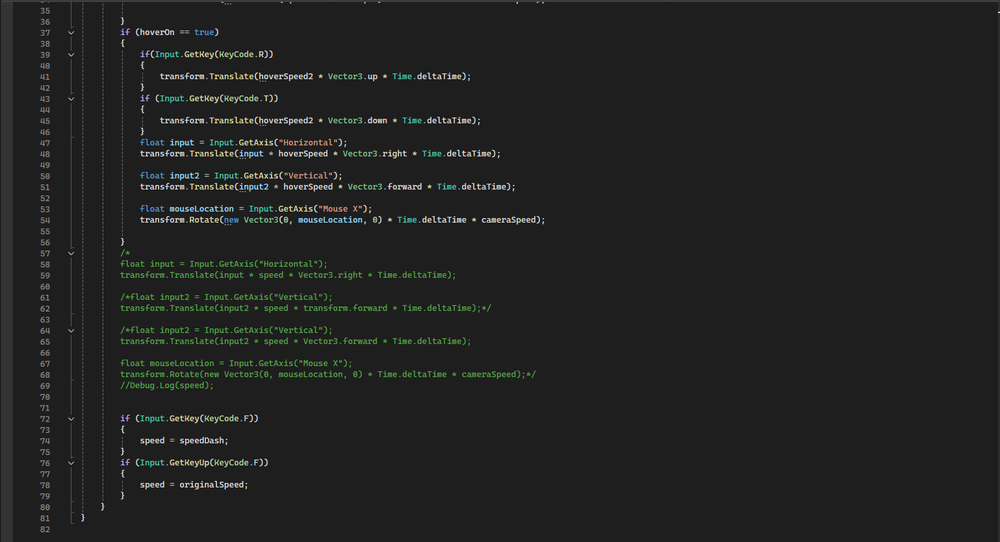 35
36 }
37 if (hoverOn == true)
38 {
39 if(Input.GetKey(KeyCode.R))
40 {
41 transform.Translate(hoverSpeed2 * Vector3.up * Time.deltaTime);
42 }
43 if (Input.GetKey(KeyCode.T))
44 {
45 transform.Translate(hoverSpeed2 * Vector3.down * Time.deltaTime);
46 }
47 float input = Input.GetAxis("Horizontal");
48 transform.Translate(input * hoverSpeed * Vector3.right * Time.deltaTime);
49
50 float input2 = Input.GetAxis("Vertical");
51 transform.Translate(input2 * hoverSpeed * Vector3.forward * Time.deltaTime);
52
53 float mouseLocation = Input.GetAxis("Mouse X");
54 transform.Rotate(new Vector3(0, mouseLocation, 0) * Time.deltaTime * cameraSpeed);
55
56 }
57 /*
58 float input = Input.GetAxis("Horizontal");
59 transform.Translate(input * speed * Vector3.right * Time.deltaTime);
60
61 /*float input2 = Input.GetAxis("Vertical");
62 transform.Translate(input2 * speed * transform.forward * Time.deltaTime);*/
63
64 /*float input2 = Input.GetAxis("Vertical");
65 transform.Translate(input2 * speed * Vector3.forward * Time.deltaTime);
66
67 float mouseLocation = Input.GetAxis("Mouse X");
68 transform.Rotate(new Vector3(0, mouseLocation, 0) * Time.deltaTime * cameraSpeed);*/
69 //Debug.Log(speed);
70
71
72 if (Input.GetKey(KeyCode.F))
73 {
74 speed = speedDash;
75 }
76 if (Input.GetKeyUp(KeyCode.F))
77 {
78 speed = originalSpeed;
79 }
80 }
81 }
82